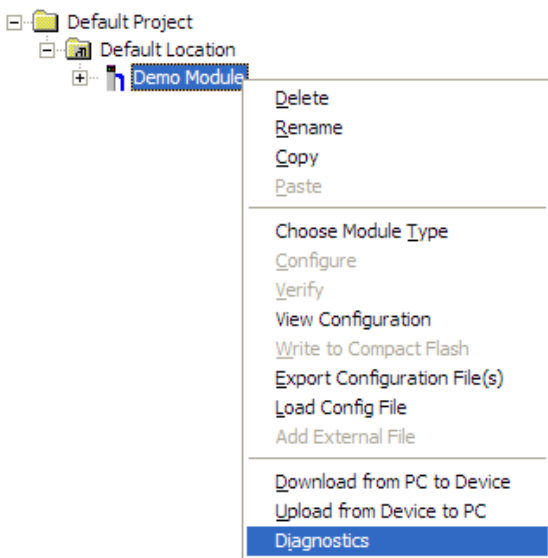 Default Project
Default Location
Demo Module
Delete
Rename
Copy
Paste
Choose Module Type
Configure
Verify
View Configuration
Write to Compact Flash
Export Configuration File(s)
Load Config File
Add External File
Download from PC to Device
Upload from Device to PC
Diagnostics